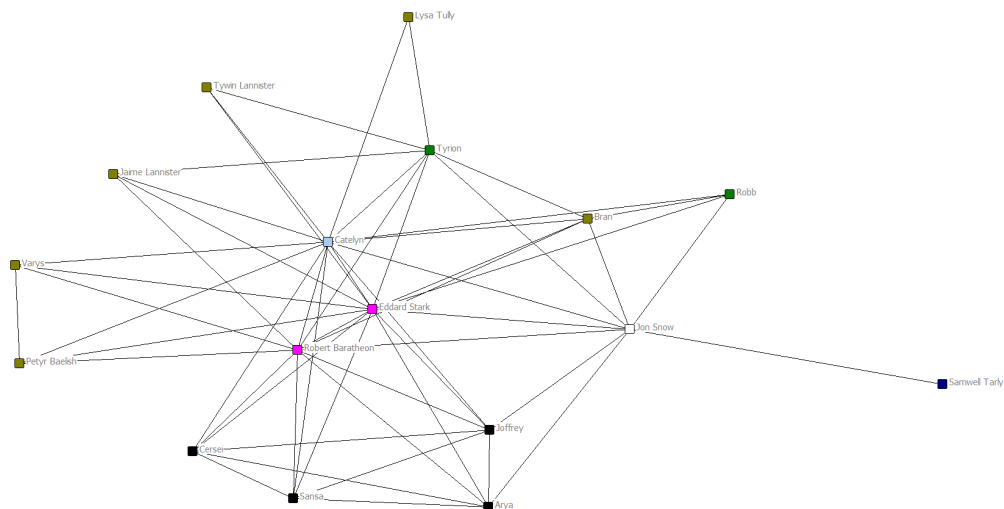 Lysa Tully
Tywin Lannister
Tyrion
Jaime Lannister
Robb
Bran
Catelyn
Varys
Eddard Stark
Jon Snow
Robert Baratheon
Petyr Baelish
Samwell Tarly
Joffrey
Cersei
Sansa
Arya